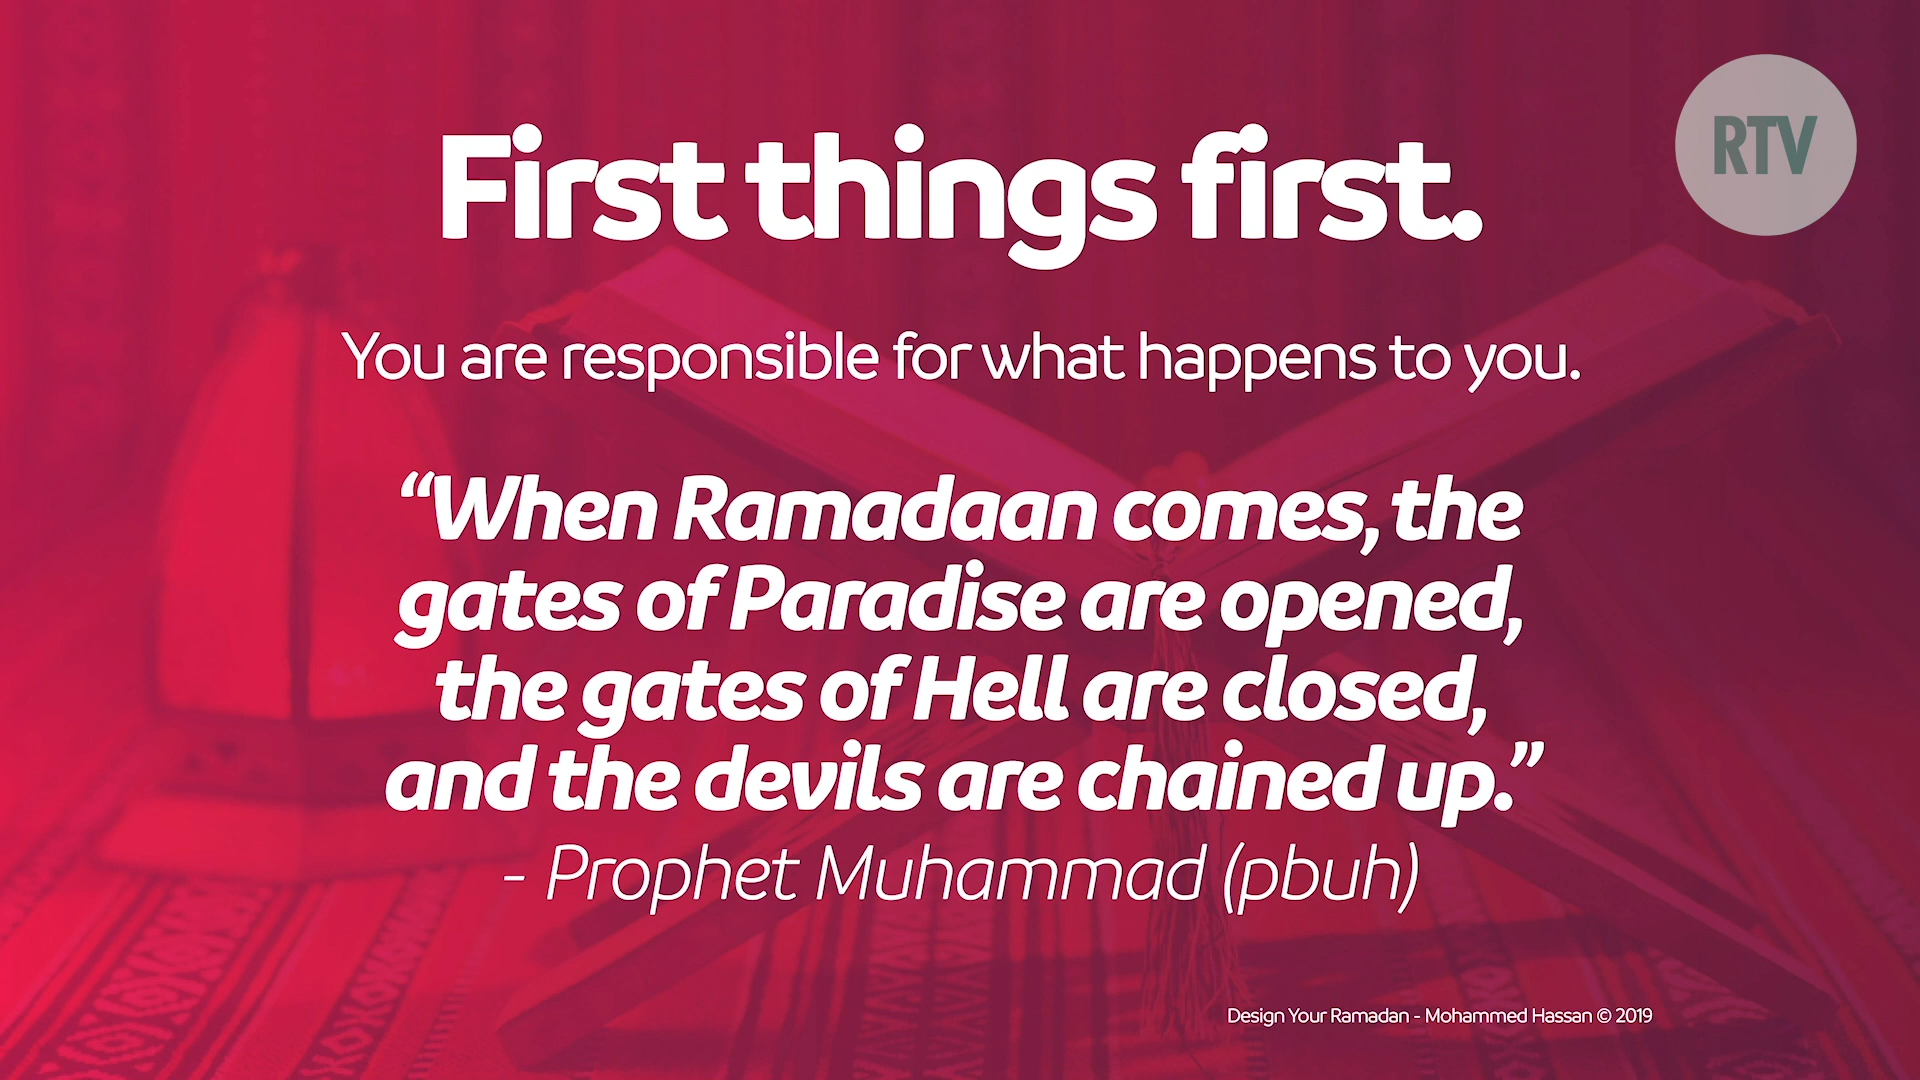 RTV
First things first.
You are responsible for what happens to you.
“When Ramadaan comes, the
gates of Paradise are opened,
the gates of Hell are closed,
and the devils are chained up.”
- Prophet Muhammad (pbuh)
Design Your Ramadan - Mohammed Hassan © 2019